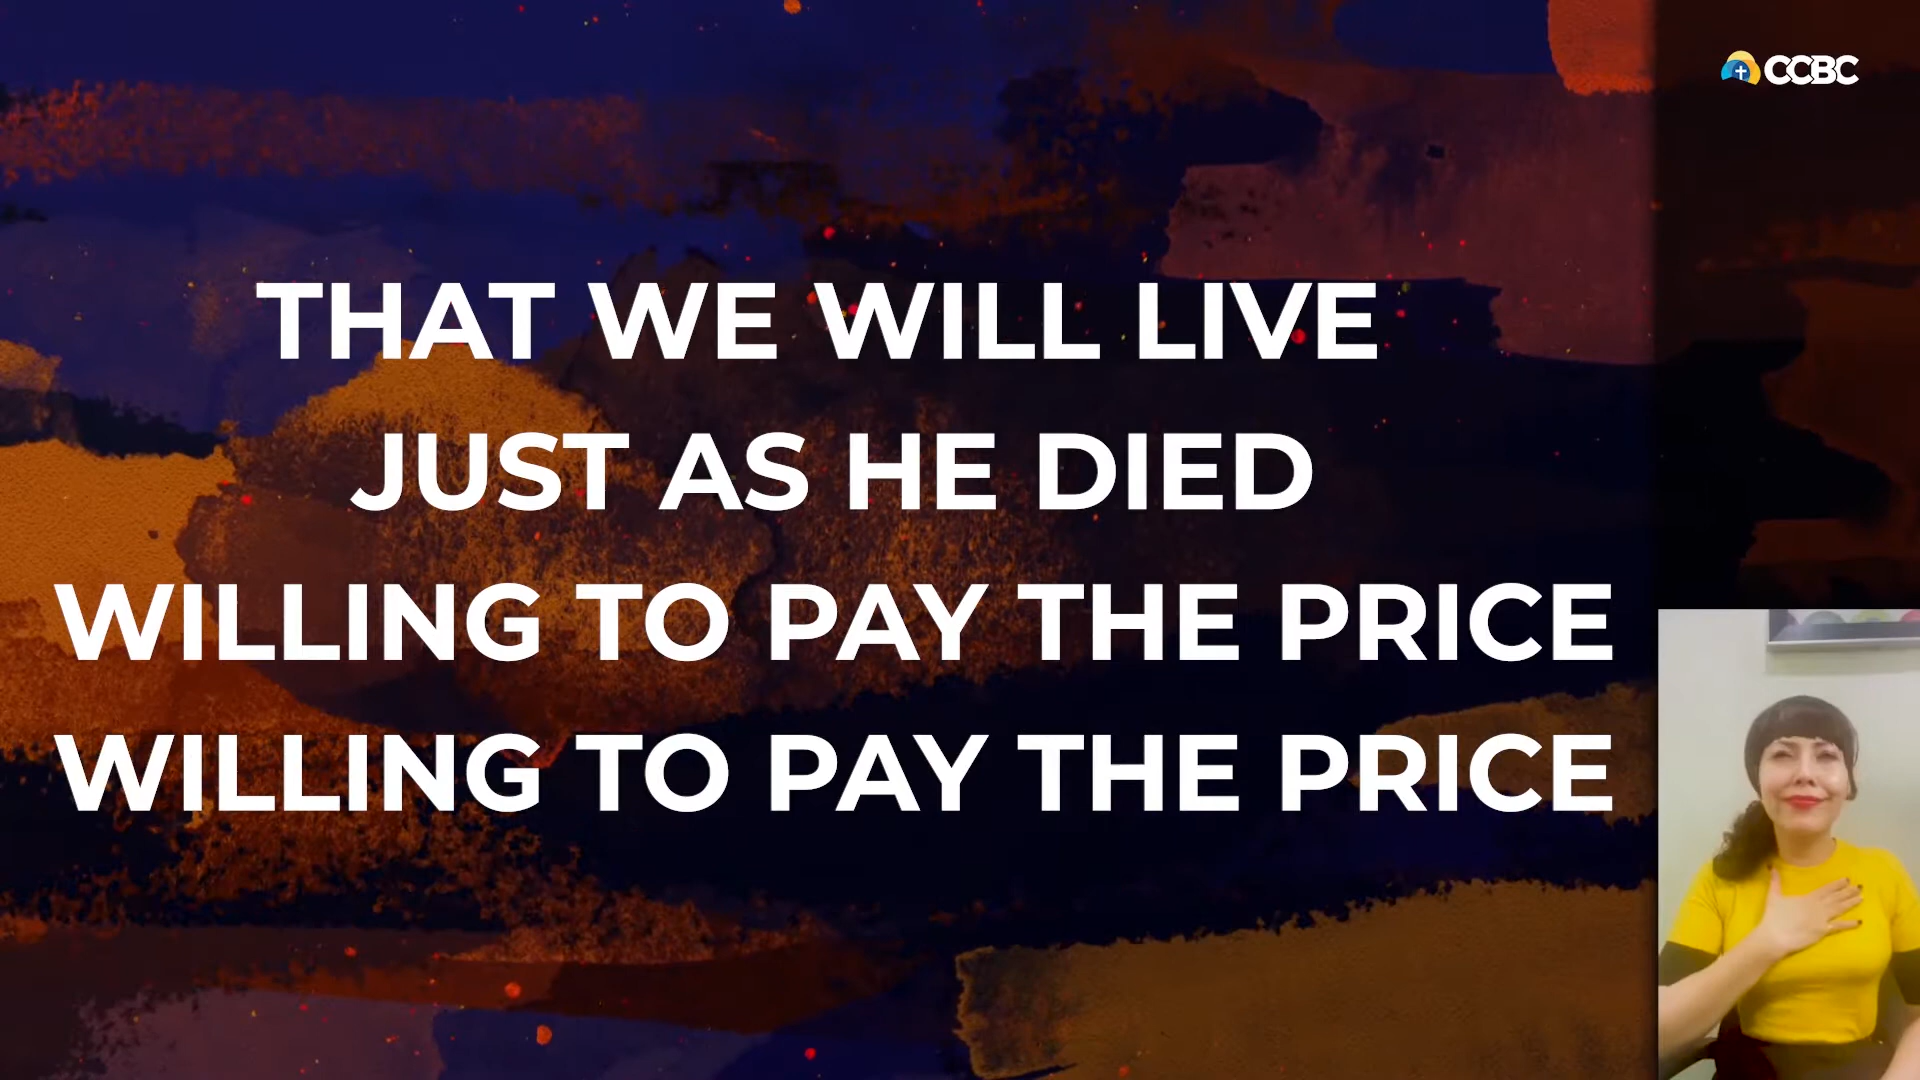 CCBC
THAT WE WILL LIVE
JUST AS HE DIED
WILLING TO PAY THE PRICE
WILLING TO PAY THE PRICE